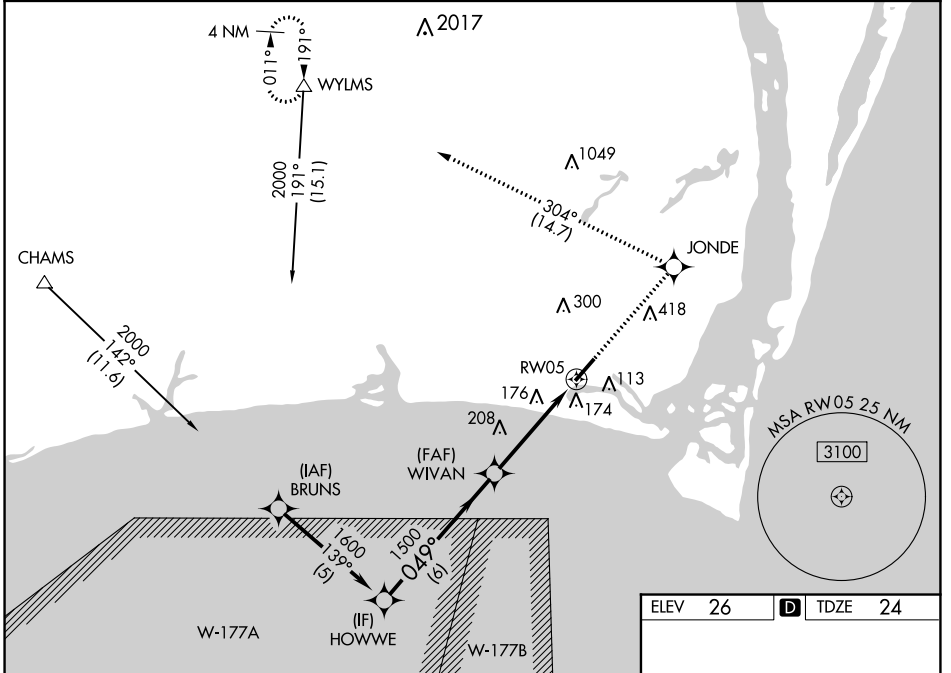 2017
4 NM
191°
011°
WYLMS
2000
191°
(15.1)
1049
304°
(14.7)
JONDE
CHAMS
2000
142°
(11.6)
300
418
RW05
113
176
174
208
MSA RW05 25 NM
3100
(FAF)
WIVAN
(IAF)
BRUNS
1600
139°
(5)
1500
049°
(6)
(IF)
HOWWE
W-177A
W-177B
ELEV 26 D TDZE 24